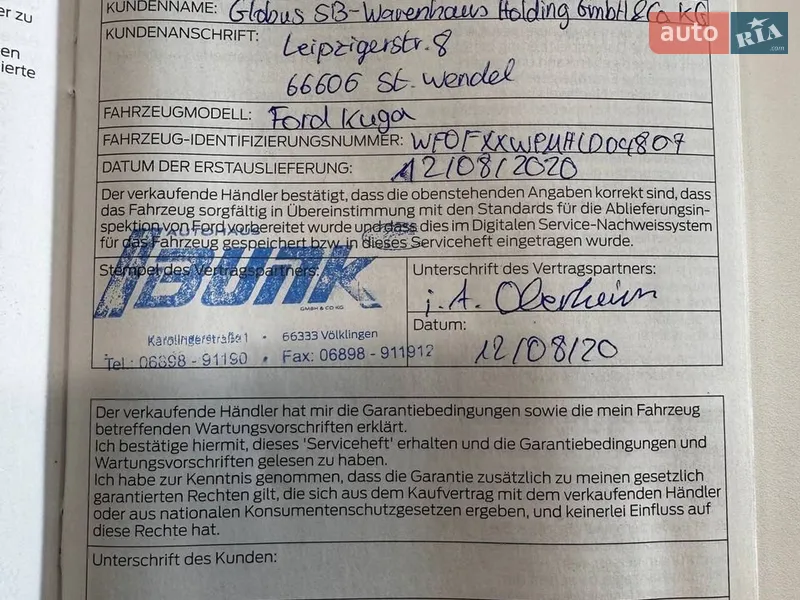 er zu
en
ierte
KUNDENNAME: Globus SB-Warenhaus Holding GmbH & Co KG
auto RIA .com
KUNDENANSCHRIFT: Leipzigerstr. 8
66606 St. Wendel
FAHRZEUGMODELL: Ford Kuga
FAHRZEUG-IDENTIFIZIERUNGSNUMMER: WF0FXXWPMHLD04807
DATUM DER ERSTAUSLIEFERUNG: 12/08/2020
Der verkaufende Händler bestätigt, dass die obenstehenden Angaben korrekt sind, dass
das Fahrzeug sorgfältig in Übereinstimmung mit den Standards für die Ablieferungsin-
spektion von Ford vorbereitet wurde und dass dies im Digitalen Service-Nachweissystem
für das Fahrzeug gespeichert bzw. in dieses Serviceheft eingetragen wurde.
AUTOHAUS
Stempel des Vertragspartners:
BUNK
GMBH & CO KG
Karolingerstraße 1 • 66333 Völklingen
Tel.: 06898 - 91190 • Fax: 06898 - 911912
Unterschrift des Vertragspartners:
i.A. Oberheim
Datum:
12/08/20
Der verkaufende Händler hat mir die Garantiebedingungen sowie die mein Fahrzeug
betreffenden Wartungsvorschriften erklärt.
Ich bestätige hiermit, dieses 'Serviceheft' erhalten und die Garantiebedingungen und
Wartungsvorschriften gelesen zu haben.
Ich habe zur Kenntnis genommen, dass die Garantie zusätzlich zu meinen gesetzlich
garantierten Rechten gilt, die sich aus dem Kaufvertrag mit dem verkaufenden Händler
oder aus nationalen Konsumentenschutzgesetzen ergeben, und keinerlei Einfluss auf
diese Rechte hat.
Unterschrift des Kunden: